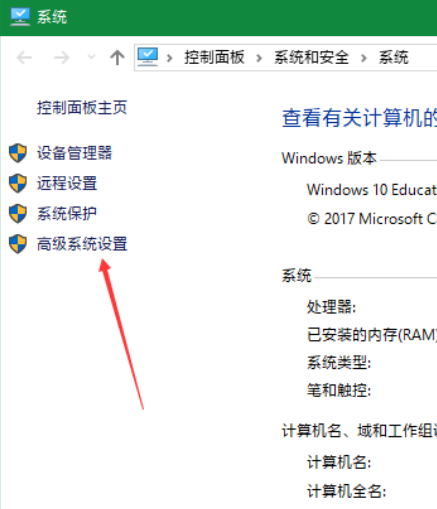 系统
控制面板 > 系统和安全 > 系统
控制面板主页
设备管理器
远程设置
系统保护
高级系统设置
查看有关计算机的
Windows 版本
Windows 10 Educat
© 2017 Microsoft C
系统
处理器:
已安装的内存(RAM)
系统类型:
笔和触控:
计算机名、域和工作组
计算机名:
计算机全名: